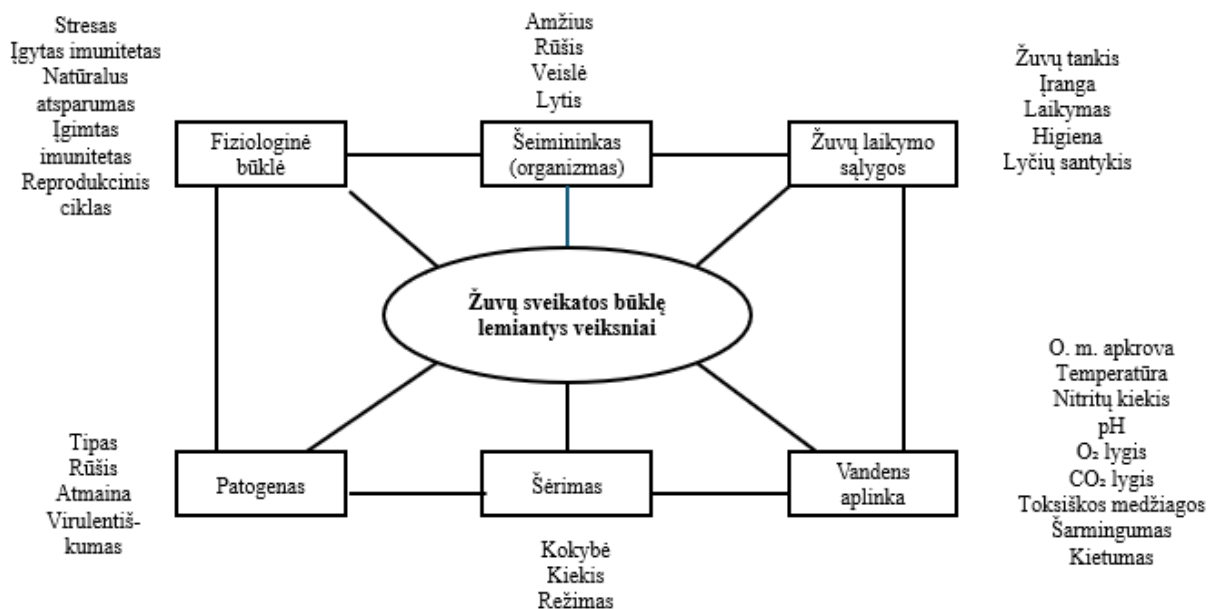 Stresas
Įgytas imunitetas
Natūralus
atsparumas
Įgimtas
imunitetas
Reprodukcinis
ciklas
Amžius
Rūšis
Veislė
Lytis
Žuvų tankis
Įranga
Laikymas
Higiena
Lyčių santykis
Fiziologinė
būklė
Šeimininkas
(organizmas)
Žuvų laikymo
sąlygos
Žuvų sveikatos būklę
lemiantys veiksniai
Tipas
Rūšis
Atmaina
Virulentiš-
kumas
Patogenas
Šėrimas
Vandens
aplinka
O. m. apkrova
Temperatūra
Nitritų kiekis
pH
O₂ lygis
CO₂ lygis
Toksiškos medžiagos
Šarmingumas
Kietumas
Kokybė
Kiekis
Režimas